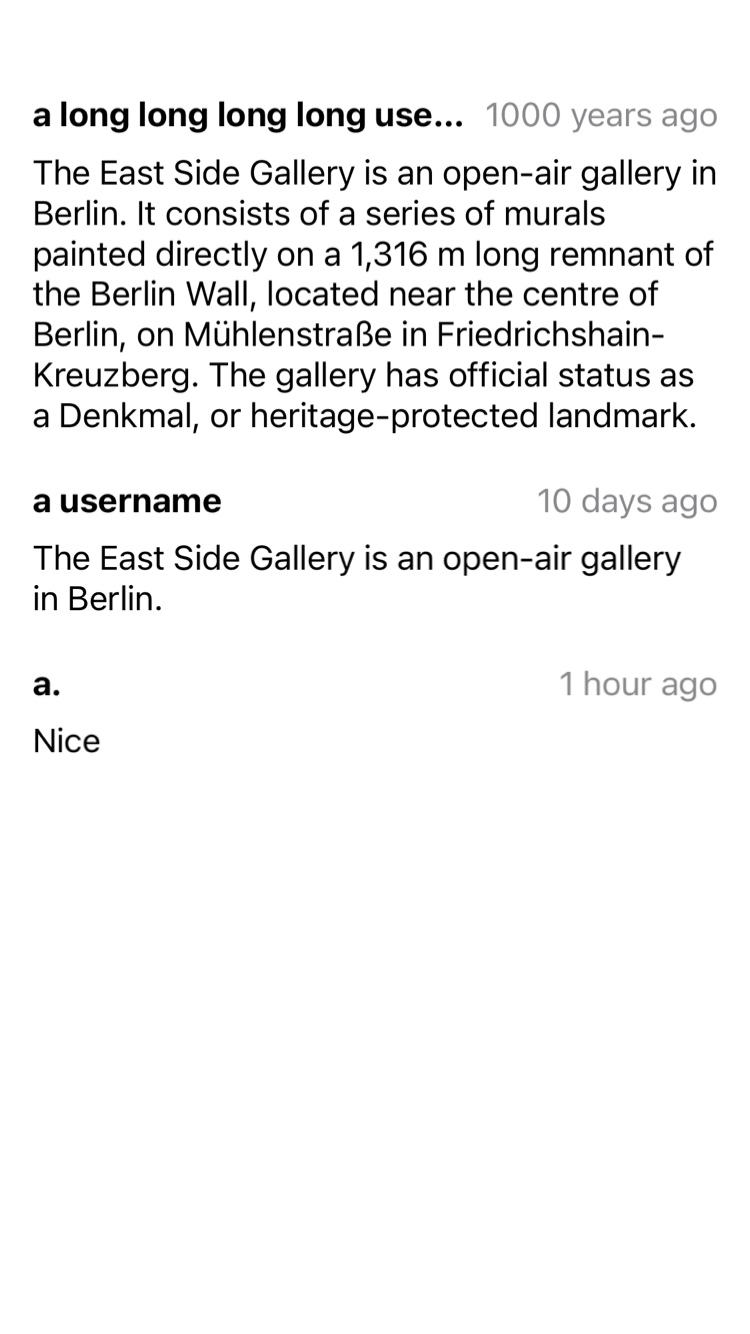 a long long long long use... 1000 years ago
The East Side Gallery is an open-air gallery in
Berlin. It consists of a series of murals
painted directly on a 1,316 m long remnant of
the Berlin Wall, located near the centre of
Berlin, on Mühlenstraße in Friedrichshain-
Kreuzberg. The gallery has official status as
a Denkmal, or heritage-protected landmark.
a username 10 days ago
The East Side Gallery is an open-air gallery
in Berlin.
a. 1 hour ago
Nice